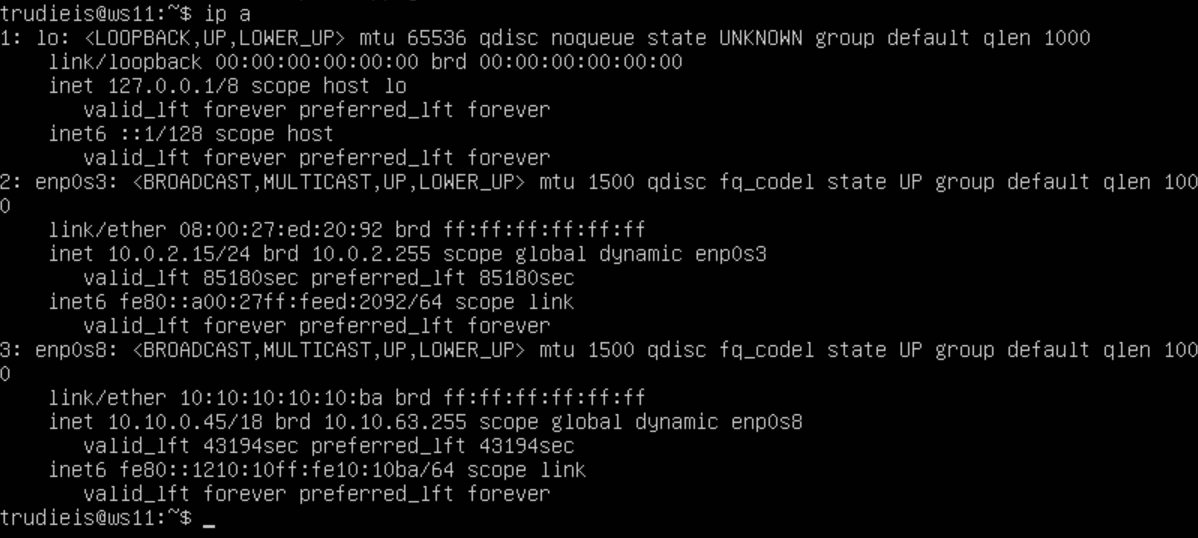 trudieis@ws11:~$ ip a
1: lo: <LOOPBACK,UP,LOWER_UP> mtu 65536 qdisc noqueue state UNKNOWN group default qlen 1000
    link/loopback 00:00:00:00:00:00 brd 00:00:00:00:00:00
    inet 127.0.0.1/8 scope host lo
       valid_lft forever preferred_lft forever
    inet6 ::1/128 scope host
       valid_lft forever preferred_lft forever
2: enp0s3: <BROADCAST,MULTICAST,UP,LOWER_UP> mtu 1500 qdisc fq_codel state UP group default qlen 100
0
    link/ether 08:00:27:ed:20:92 brd ff:ff:ff:ff:ff:ff
    inet 10.0.2.15/24 brd 10.0.2.255 scope global dynamic enp0s3
       valid_lft 85180sec preferred_lft 85180sec
    inet6 fe80::a00:27ff:feed:2092/64 scope link
       valid_lft forever preferred_lft forever
3: enp0s8: <BROADCAST,MULTICAST,UP,LOWER_UP> mtu 1500 qdisc fq_codel state UP group default qlen 100
0
    link/ether 10:10:10:10:10:ba brd ff:ff:ff:ff:ff:ff
    inet 10.10.0.45/18 brd 10.10.63.255 scope global dynamic enp0s8
       valid_lft 43194sec preferred_lft 43194sec
    inet6 fe80::1210:10ff:fe10:10ba/64 scope link
       valid_lft forever preferred_lft forever
trudieis@ws11:~$ _